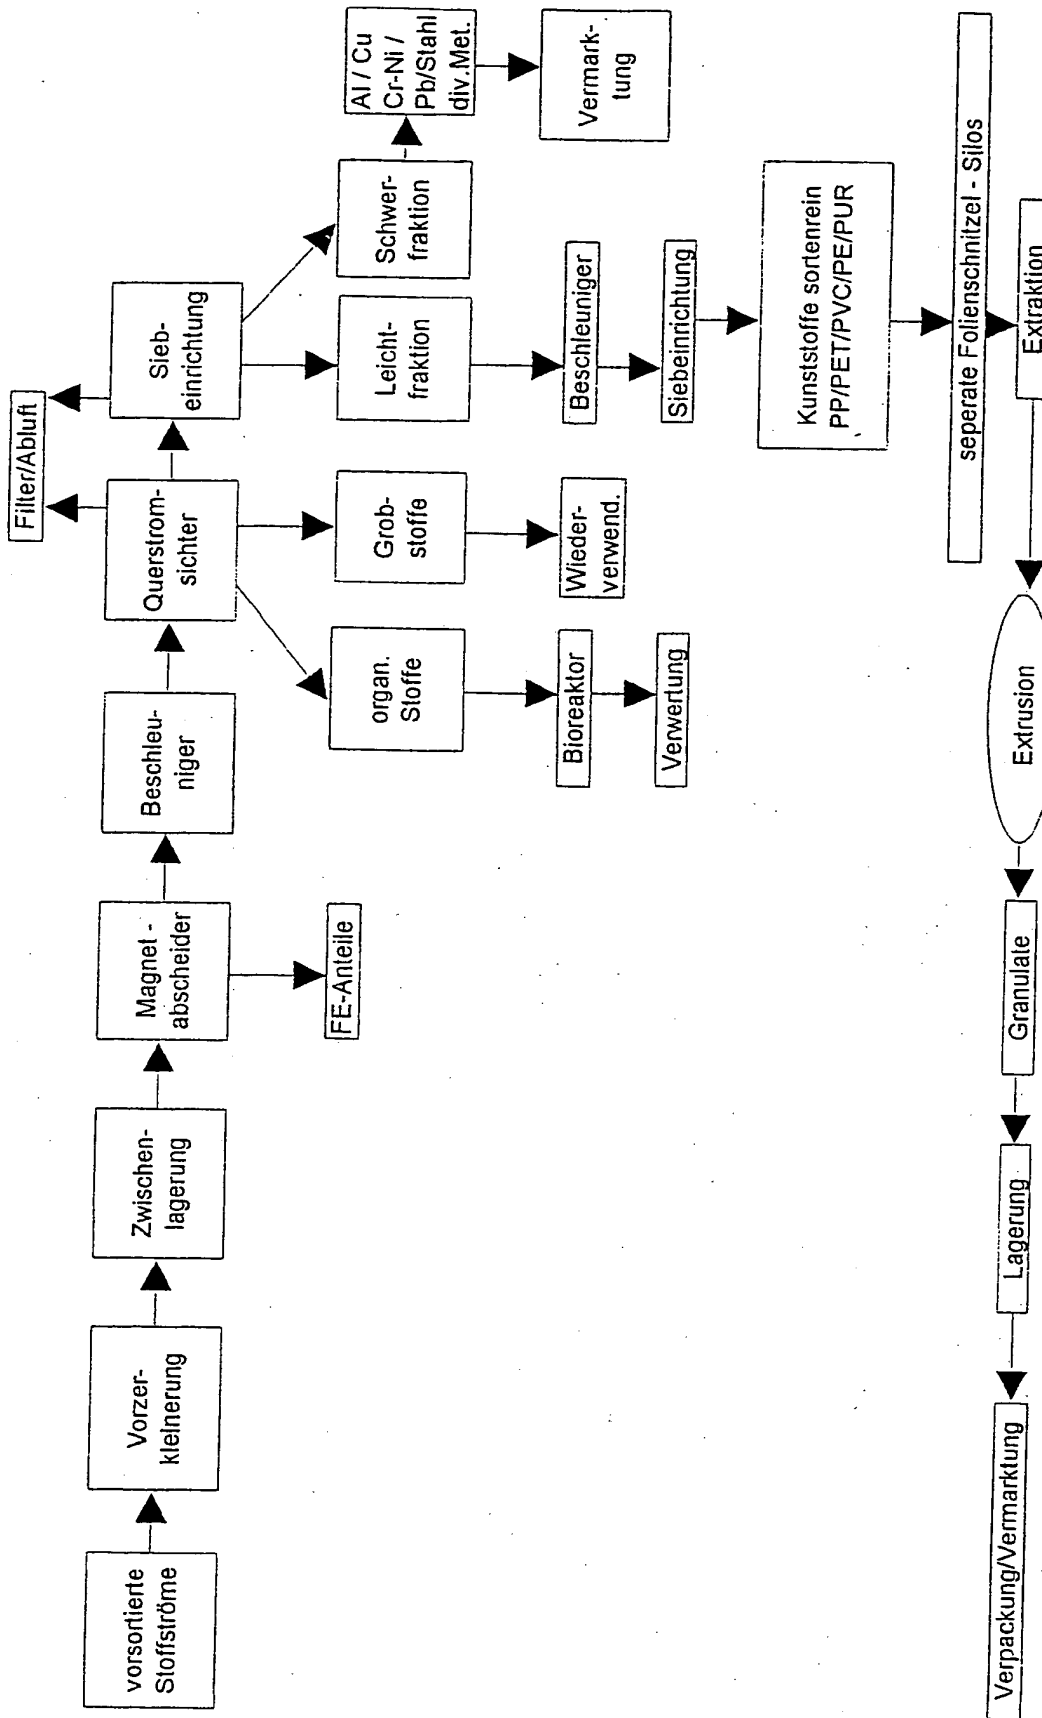 vorsortierte
Stoffströme
Vorzer-
kleinerung
Zwischen-
lagerung
Magnet -
abscheider
FE-Anteile
Beschleu-
niger
Querstrom-
sichter
Filter/Abluft
Sieb-
einrichtung
organ.
Stoffe
Bioreaktor
Verwertung
Grob-
stoffe
Wieder-
verwend.
Leicht-
fraktion
Beschleuniger
Siebeinrichtung
Schwer-
fraktion
Al / Cu
Cr-Ni /
Pb/Stahl
div.Met.
Vermark-
tung
Kunststoffe sortenrein
PP/PET/PVC/PE/PUR
seperate Folienschnitzel - Silos
Extraktion
Extrusion
Granulate
Lagerung
Verpackung/Vermarktung